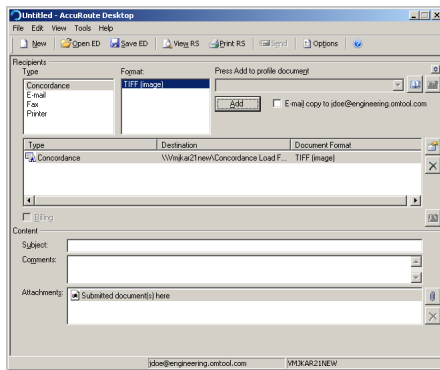 Untitled - AccuRoute Desktop
File Edit View Tools Help
New Open ED Save ED View RS Print RS Send Options
Recipients
Type Format: Press Add to profile document
Concordance TIFF (image)
E-mail
Fax
Printer
Add E-mail copy to jdoe@engineering.omtool.com
Type Destination Document Format
Concordance \\Vmjkar21new\Concordance Load F... TIFF (image)
Billing
Content
Subject:
Comments:
Attachments: Submitted document(s) here
jdoe@engineering.omtool.com VMJKAR21NEW